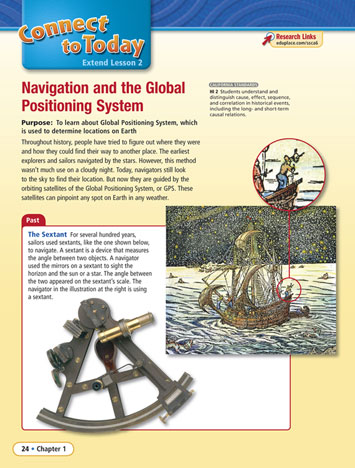 Connect
to Today
Extend Lesson 2
Research Links
eduplace.com/ssca6
Navigation and the Global
Positioning System
Purpose: To learn about Global Positioning System, which
is used to determine locations on Earth
CALIFORNIA STANDARDS
HI 2 Students understand and
distinguish cause, effect, sequence,
and correlation in historical events,
including the long- and short-term
causal relations.
Throughout history, people have tried to figure out where they were
and how they could find their way to another place. The earliest
explorers and sailors navigated by the stars. However, this method
wasn't much use on a cloudy night. Today, navigators still look
to the sky to find their location. But now they are guided by the
orbiting satellites of the Global Positioning System, or GPS. These
satellites can pinpoint any spot on Earth in any weather.
Past
The Sextant For several hundred years,
sailors used sextants, like the one shown below,
to navigate. A sextant is a device that measures
the angle between two objects. A navigator
used the mirrors on a sextant to sight the
horizon and the sun or a star. The angle between
the two appeared on the sextant's scale. The
navigator in the illustration at the right is using
a sextant.
24 • Chapter 1